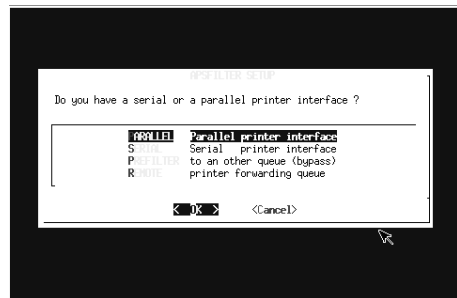 APSFILTER SETUP
Do you have a serial or a parallel printer interface ?
PARALLEL Parallel printer interface
SERIAL Serial printer interface
PREFILTER to an other queue (bypass)
REMOTE printer forwarding queue
< OK > <Cancel>